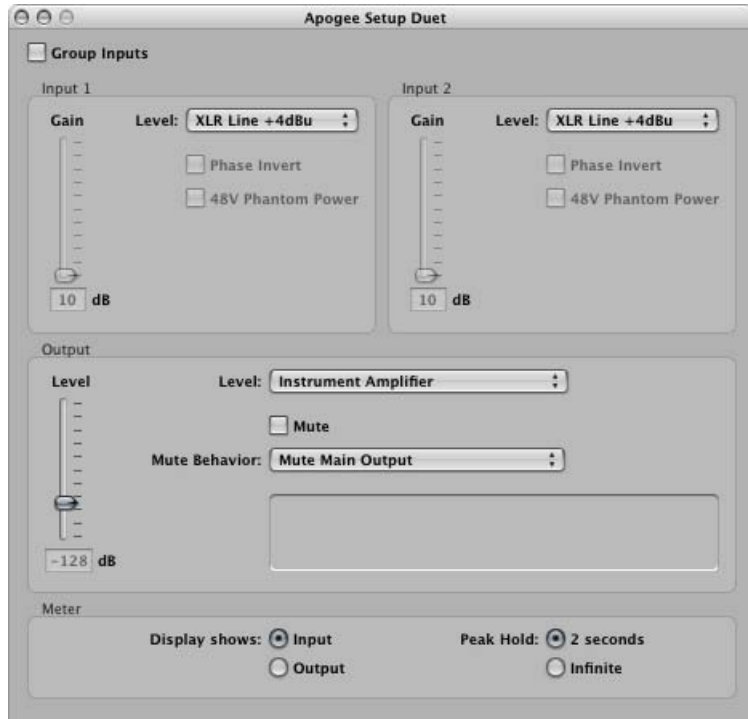 Apogee Setup Duet
Group Inputs
Input 1
Gain
Level: XLR Line +4dBu
Phase Invert
48V Phantom Power
10 dB
Input 2
Gain
Level: XLR Line +4dBu
Phase Invert
48V Phantom Power
10 dB
Output
Level
Level: Instrument Amplifier
Mute
Mute Behavior: Mute Main Output
-128 dB
Meter
Display shows: Input
Output
Peak Hold: 2 seconds
Infinite